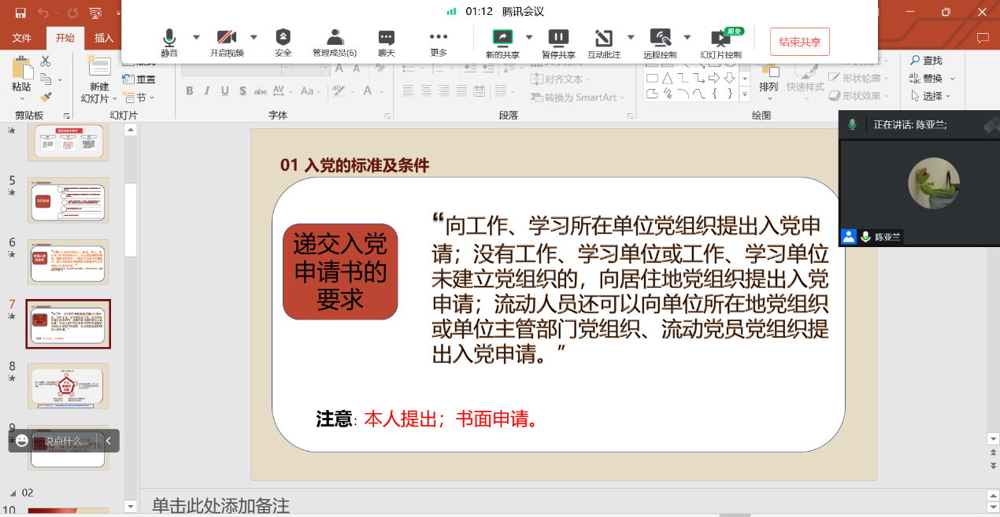 01:12 腾讯会议
文件 开始 插入
静音 开启视频 安全 管理成员(6) 聊天 更多 新的共享 暂停共享 互动批注 远程控制 幻灯片控制 限免 结束共享
粘贴 新建 幻灯片 版式 重置 节
B I U S abc AV Aa A
对齐文本
转换为 SmartArt
排列 快速样式
形状轮廓
形状效果
查找
替换
选择
剪贴板 幻灯片 字体 段落 绘图
正在讲话: 陈亚兰;
陈亚兰
5
6
7
8
9
说点什么...
02
10
01 入党的标准及条件
递交入党
申请书的
要求
“向工作、学习所在单位党组织提出入党申
请；没有工作、学习单位或工作、学习单位
未建立党组织的，向居住地党组织提出入党
申请；流动人员还可以向单位所在地党组织
或单位主管部门党组织、流动党员党组织提
出入党申请。”
注意: 本人提出；书面申请。
单击此处添加备注